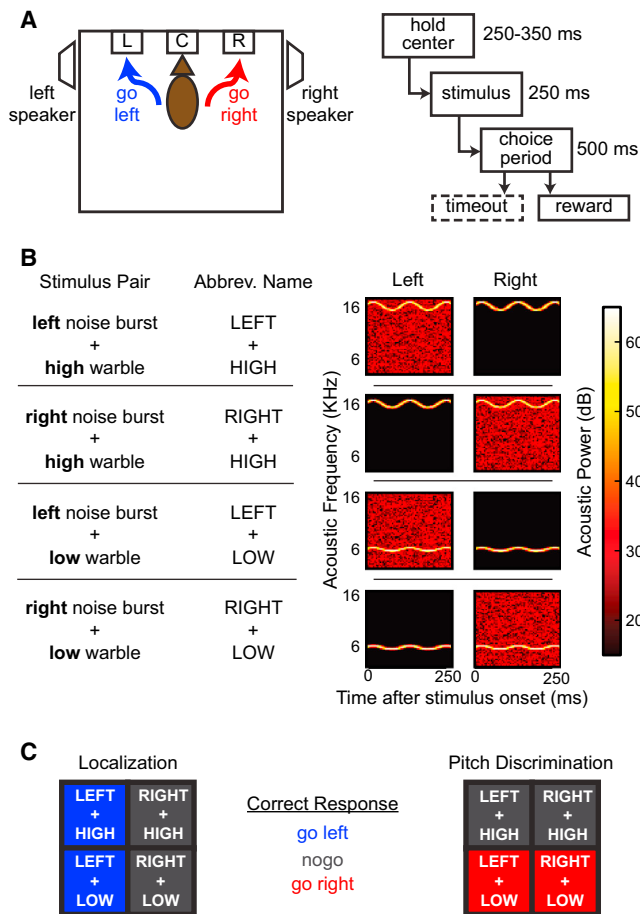 A
L C R
left speaker
go left
go right
right speaker
hold center
250-350 ms
stimulus
250 ms
choice period
500 ms
timeout
reward
B
Stimulus Pair
Abbrev. Name
Left
Right
left noise burst
+
high warble
LEFT
+
HIGH
right noise burst
+
high warble
RIGHT
+
HIGH
left noise burst
+
low warble
LEFT
+
LOW
right noise burst
+
low warble
RIGHT
+
LOW
Acoustic Frequency (KHz)
16
6
16
6
16
6
16
6
0 250 0 250
Time after stimulus onset (ms)
Acoustic Power (dB)
60
50
40
30
20
C
Localization
LEFT
+
HIGH
RIGHT
+
HIGH
LEFT
+
LOW
RIGHT
+
LOW
Correct Response
go left
nogo
go right
Pitch Discrimination
LEFT
+
HIGH
RIGHT
+
HIGH
LEFT
+
LOW
RIGHT
+
LOW